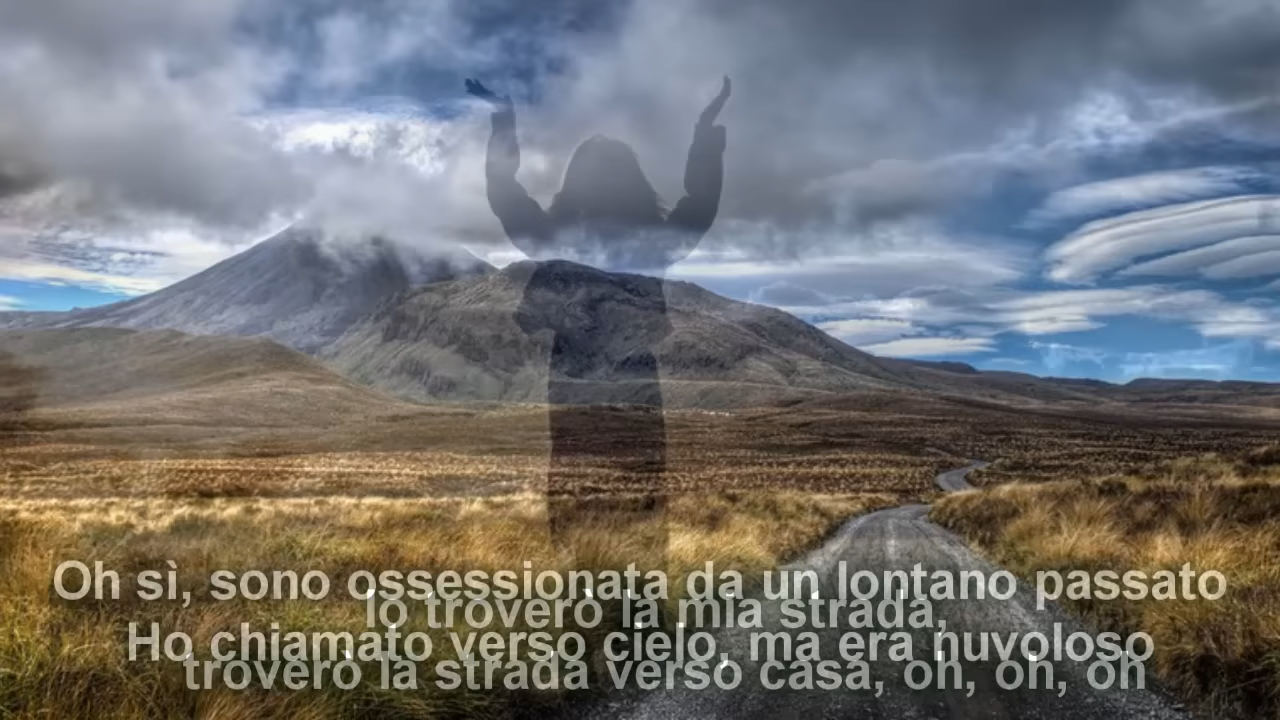 Oh sì, sono ossessionata da un lontano passato
Io troverò la mia strada,
Ho chiamato verso cielo, ma era nuvoloso
troverò la strada verso casa, oh, oh, oh